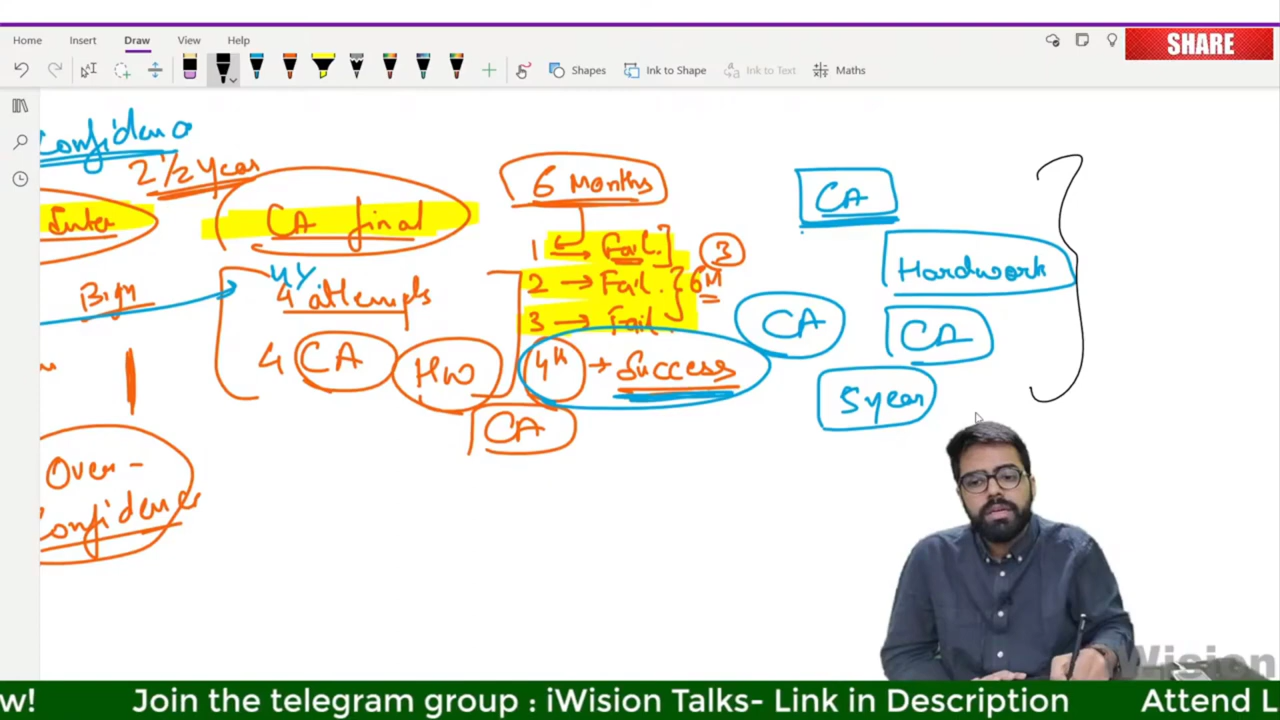 Home Insert Draw View Help
SHARE
Shapes Ink to Shape Ink to Text Maths
Confidence
2 1/2 Year
Inter
CA final
6 Months
CA
1 → Fail.
3
Hardwork
4Y
4 attempts
2 → Fail.
6M
3 → Fail
CA
CA
4 CA
HW
4th → Success
5 year
CA
Over-
Confidence
Wision
w! Join the telegram group : iWision Talks- Link in Description Attend L